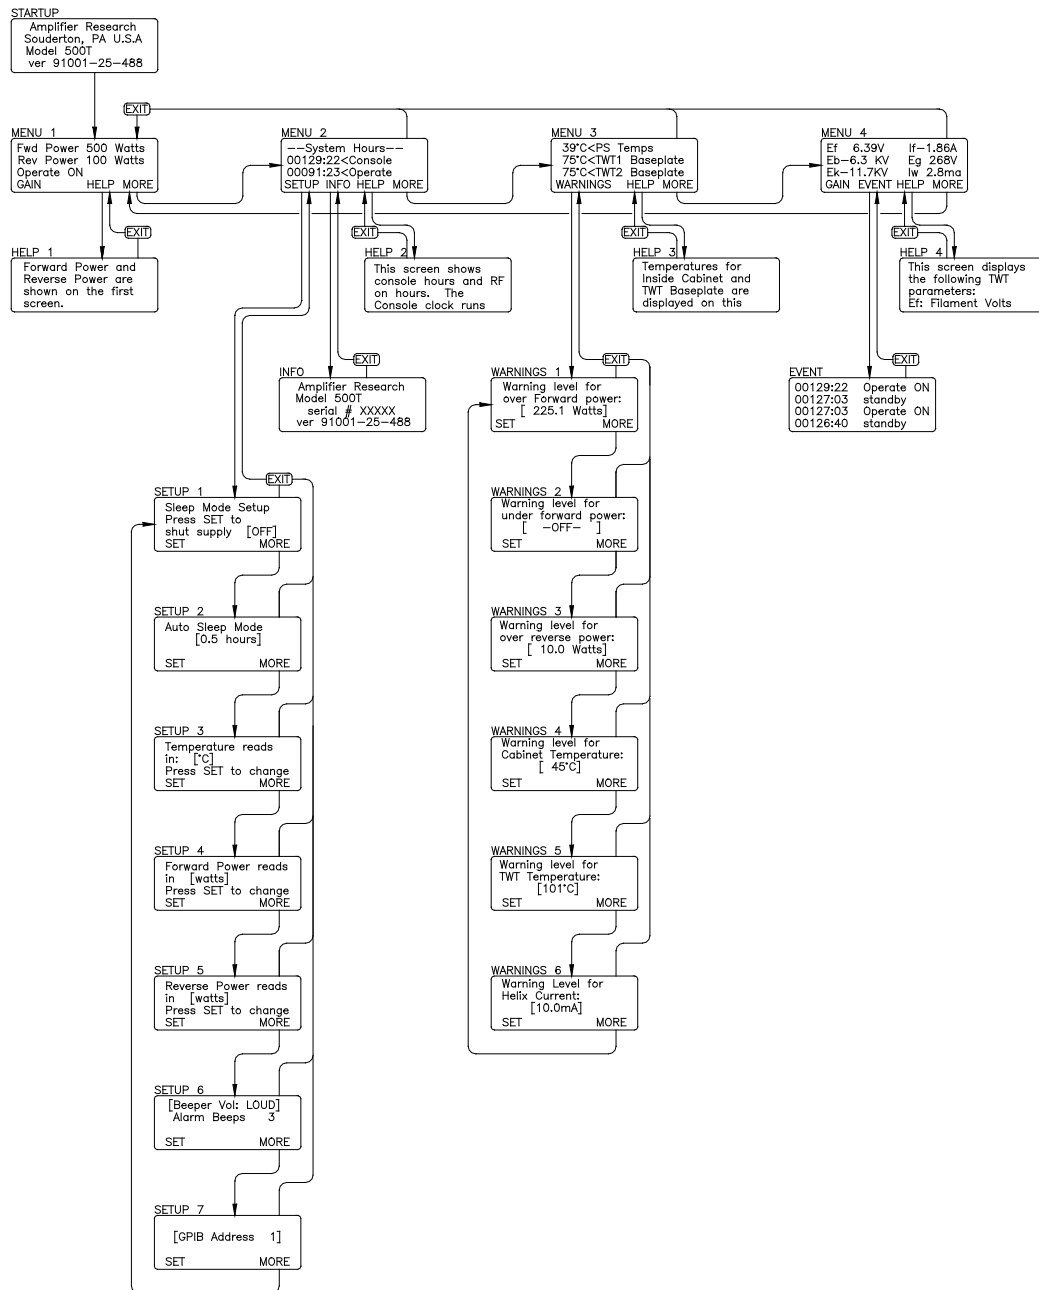 STARTUP
Amplifier Research
Souderton, PA U.S.A
Model 500T
ver 91001-25-488
EXIT
MENU 1
Fwd Power 500 Watts
Rev Power 100 Watts
Operate ON
GAIN HELP MORE
MENU 2
--System Hours--
00129:22<Console
00091:23<Operate
SETUP INFO HELP MORE
MENU 3
39°C<PS Temps
75°C<TWT1 Baseplate
75°C<TWT2 Baseplate
WARNINGS HELP MORE
MENU 4
Ef 6.39V If-1.86A
Eb-6.3 KV Eg 268V
Ek-11.7KV Iw 2.8ma
GAIN EVENT HELP MORE
EXIT
EXIT
EXIT
EXIT
HELP 1
Forward Power and
Reverse Power are
shown on the first
screen.
HELP 2
This screen shows
console hours and RF
on hours. The
Console clock runs
HELP 3
Temperatures for
Inside Cabinet and
TWT Baseplate are
displayed on this
HELP 4
This screen displays
the following TWT
parameters:
Ef: Filament Volts
EXIT
EXIT
EXIT
INFO
Amplifier Research
Model 500T
serial # XXXXX
ver 91001-25-488
WARNINGS 1
Warning level for
over Forward power:
[ 225.1 Watts]
SET MORE
EVENT
00129:22 Operate ON
00127:03 standby
00127:03 Operate ON
00126:40 standby
EXIT
SETUP 1
Sleep Mode Setup
Press SET to
shut supply [OFF]
SET MORE
WARNINGS 2
Warning level for
under forward power:
[ -OFF- ]
SET MORE
SETUP 2
Auto Sleep Mode
[0.5 hours]
SET MORE
WARNINGS 3
Warning level for
over reverse power:
[ 10.0 Watts]
SET MORE
SETUP 3
Temperature reads
in: [°C]
Press SET to change
SET MORE
WARNINGS 4
Warning level for
Cabinet Temperature:
[ 45°C]
SET MORE
SETUP 4
Forward Power reads
in [watts]
Press SET to change
SET MORE
WARNINGS 5
Warning level for
TWT Temperature:
[101°C]
SET MORE
SETUP 5
Reverse Power reads
in [watts]
Press SET to change
SET MORE
WARNINGS 6
Warning Level for
Helix Current:
[10.0mA]
SET MORE
SETUP 6
[Beeper Vol: LOUD]
Alarm Beeps 3
SET MORE
SETUP 7
[GPIB Address 1]
SET MORE